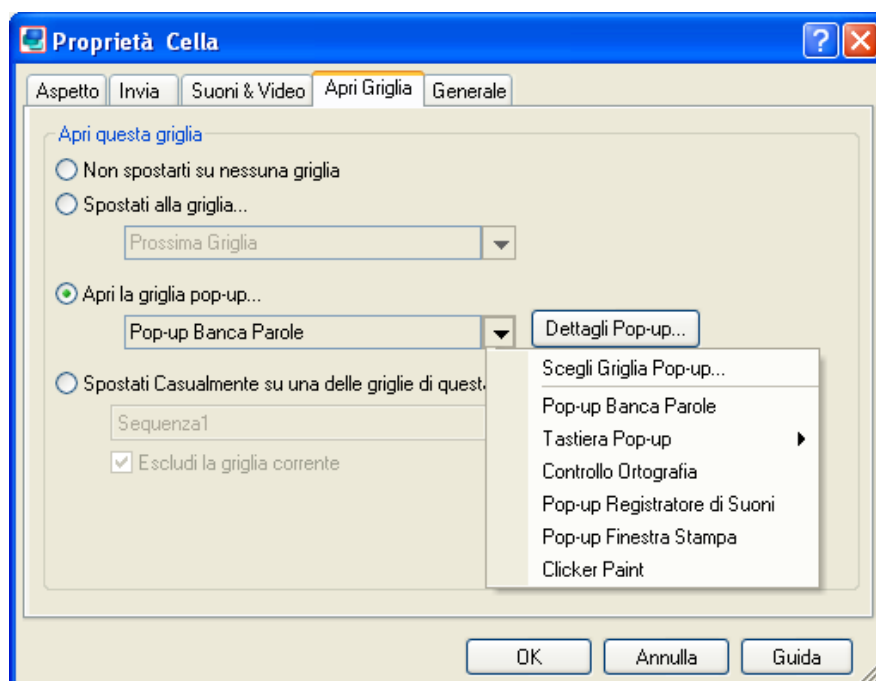 Proprietà Cella
Aspetto Invia Suoni & Video Apri Griglia Generale
Apri questa griglia
Non spostarti su nessuna griglia
Spostati alla griglia...
Prossima Griglia
Apri la griglia pop-up...
Pop-up Banca Parole
Dettagli Pop-up...
Scegli Griglia Pop-up...
Pop-up Banca Parole
Tastiera Pop-up
Controllo Ortografia
Pop-up Registratore di Suoni
Pop-up Finestra Stampa
Clicker Paint
Spostati Casualmente su una delle griglie di questa
Sequenza1
Escludi la griglia corrente
OK Annulla Guida